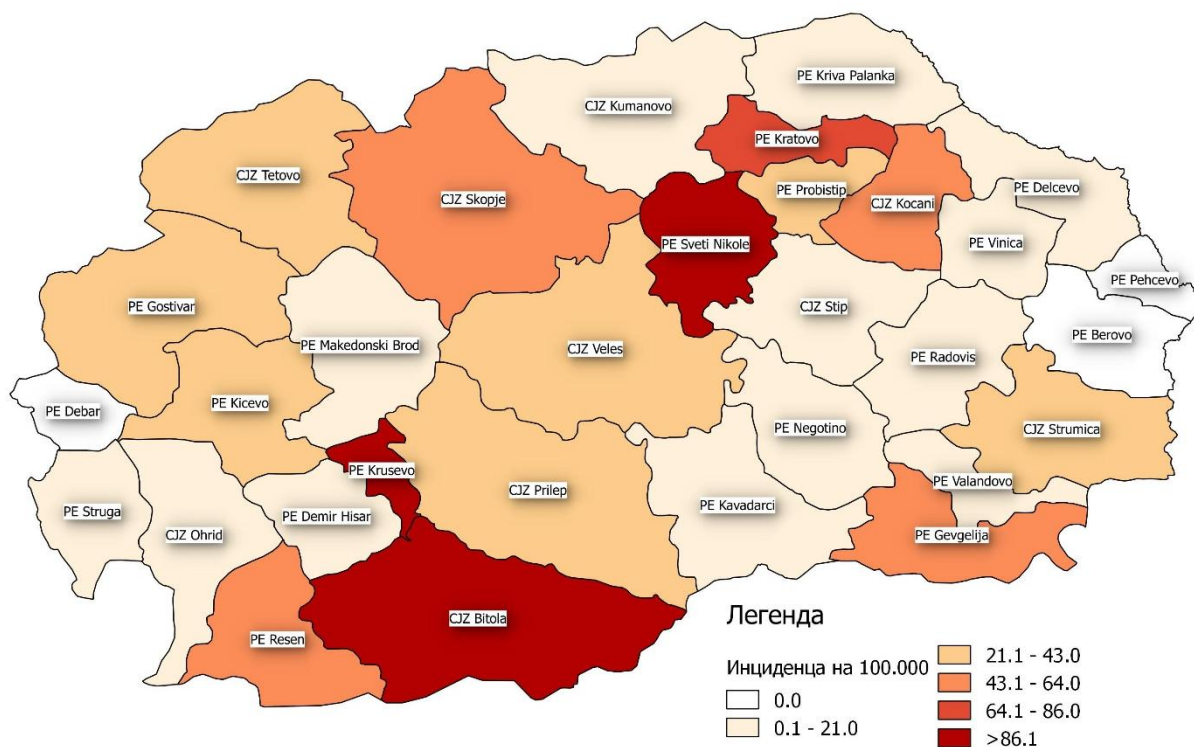 PE Kriva Palanka
CJZ Kumanovo
PE Kratovo
CJZ Tetovo
PE Probistip
PE Delcevo
CJZ Skopje
CJZ Kocani
PE Sveti Nikole
PE Vinica
PE Pehcevo
PE Gostivar
CJZ Stip
PE Makedonski Brod
CJZ Veles
PE Berovo
PE Radovis
PE Debar
PE Kicevo
PE Negotino
CJZ Strumica
PE Krusevo
PE Valandovo
CJZ Prilep
PE Kavadarci
PE Struga
PE Demir Hisar
CJZ Ohrid
PE Gevgelija
CJZ Bitola
PE Resen
Легенда
Инциденца на 100.000
0.0
0.1 - 21.0
21.1 - 43.0
43.1 - 64.0
64.1 - 86.0
>86.1